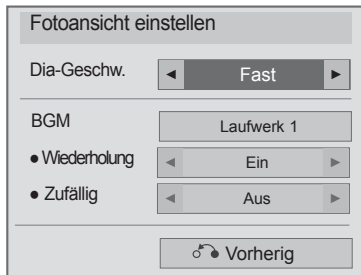 Fotoansicht einstellen
Dia-Geschw. ◄ Fast ►
BGM Laufwerk 1
● Wiederholung ◄ Ein ►
● Zufällig ◄ Aus ►
Vorherig